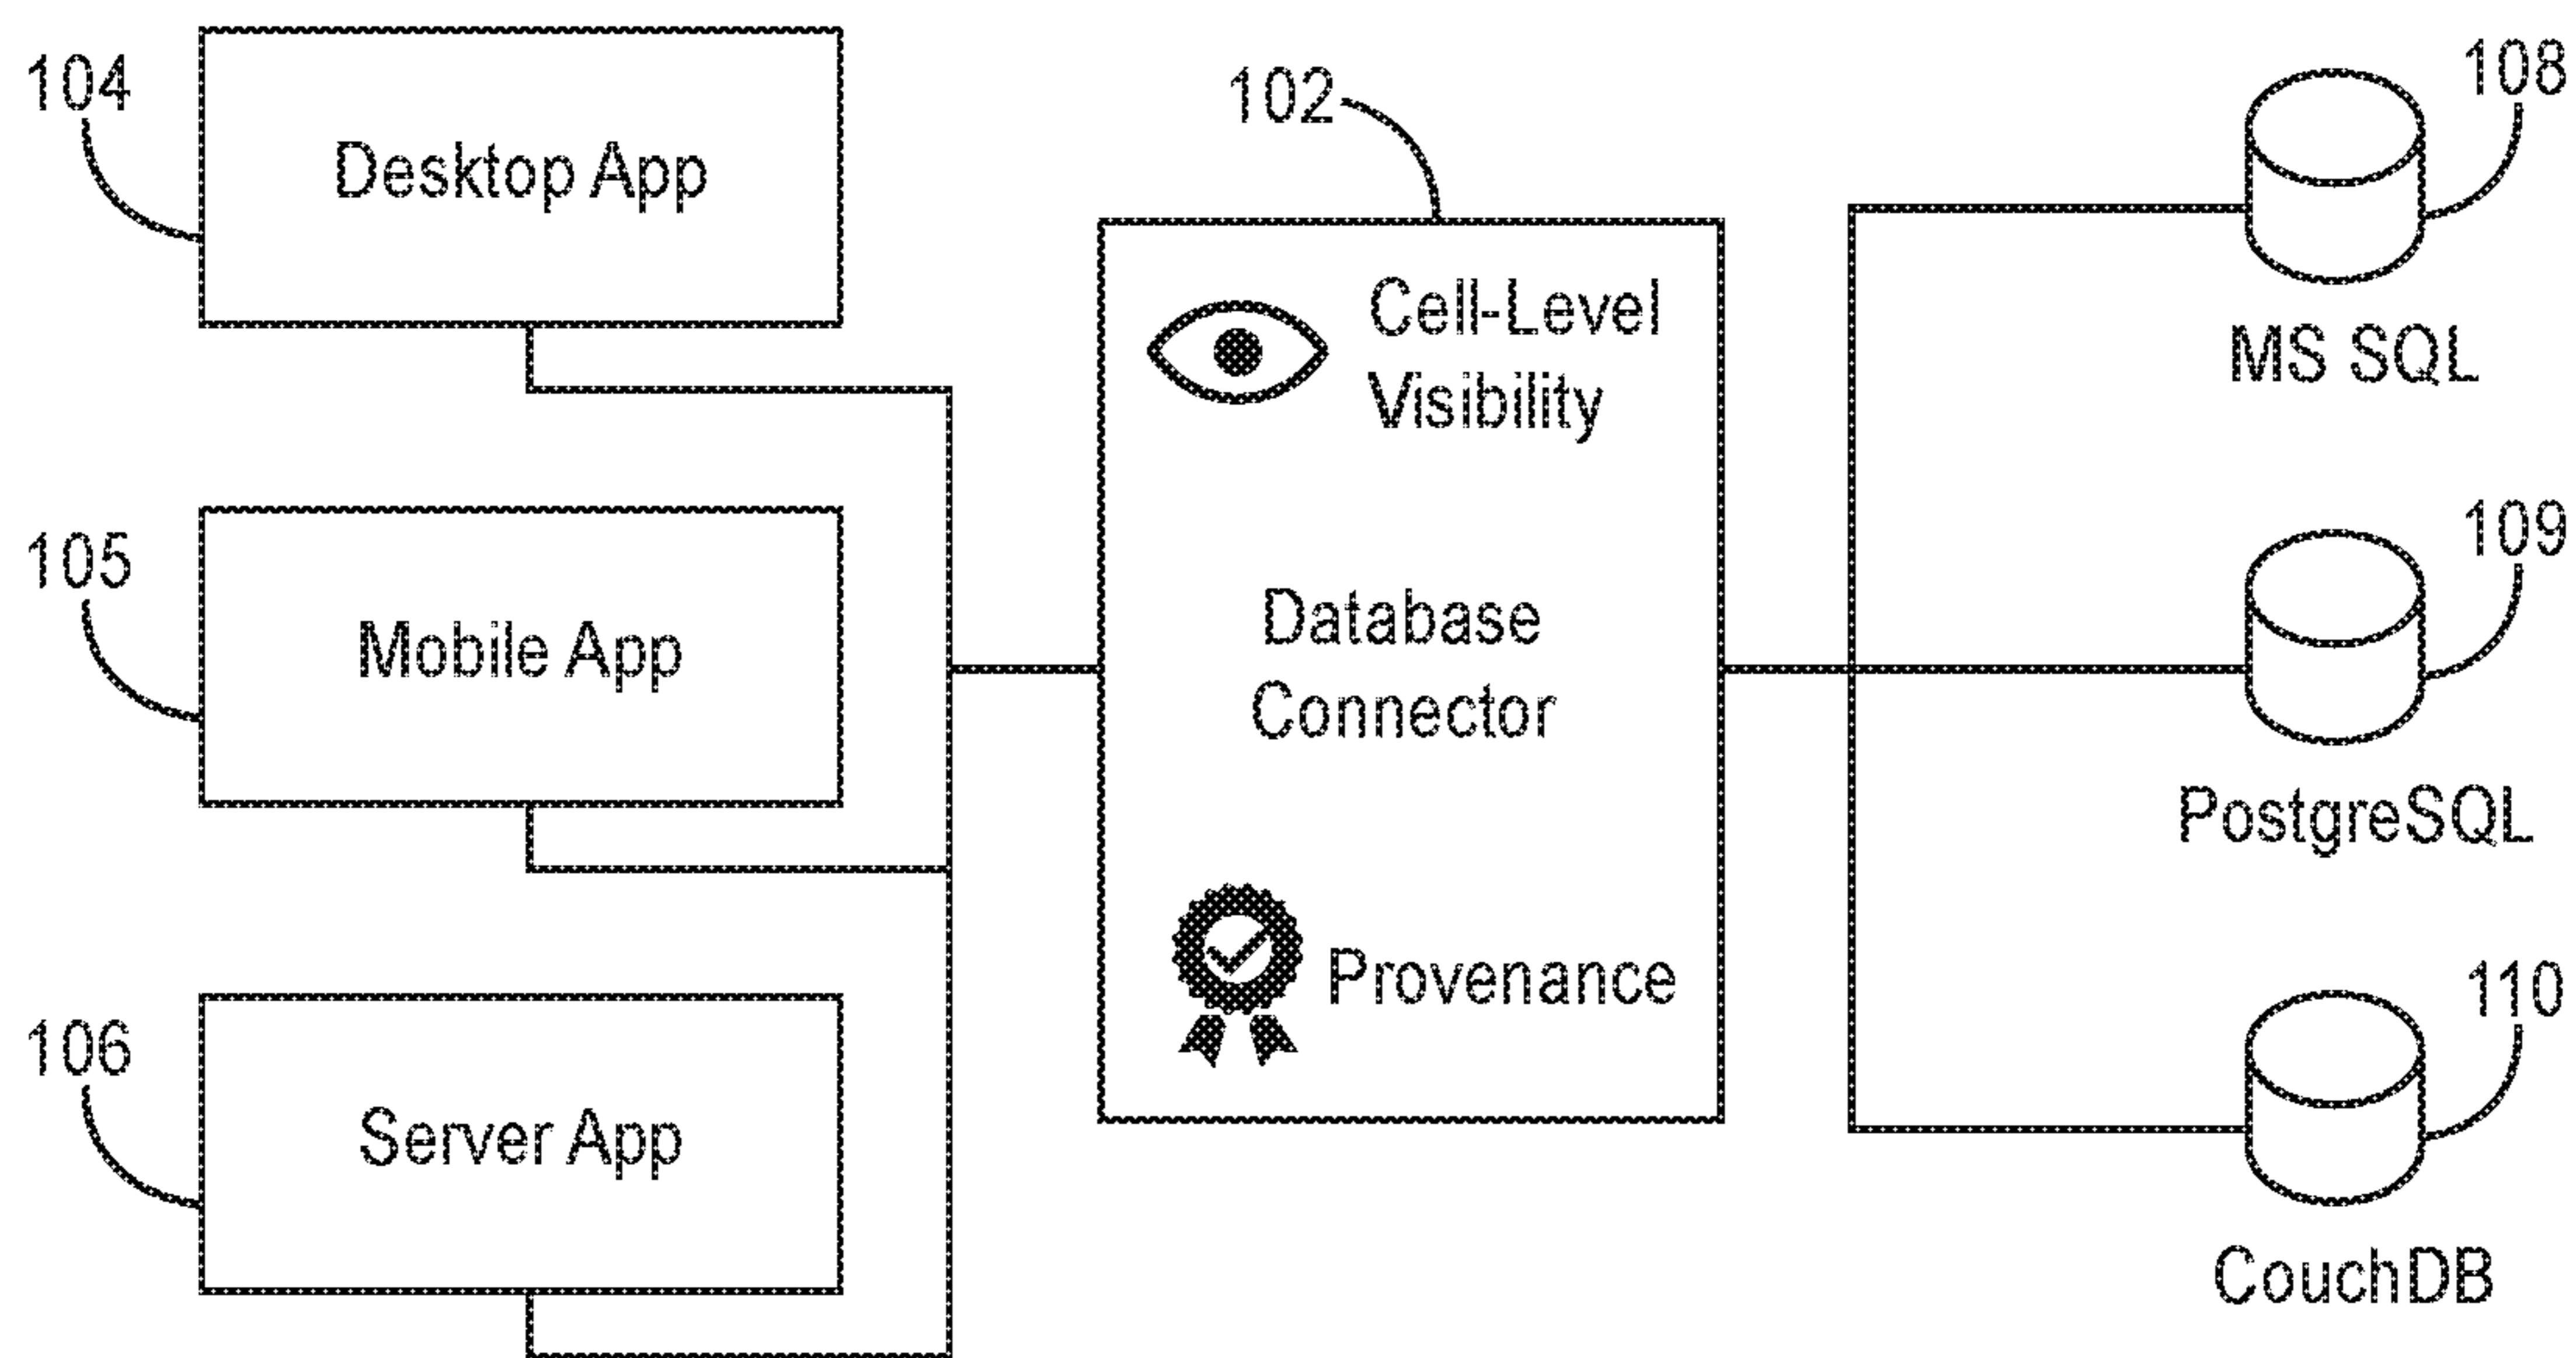 104
Desktop App
102
108
Cell-Level
Visibility
MS SQL
105
Mobile App
Database
Connector
109
PostgreSQL
106
Server App
Provenance
110
CouchDB